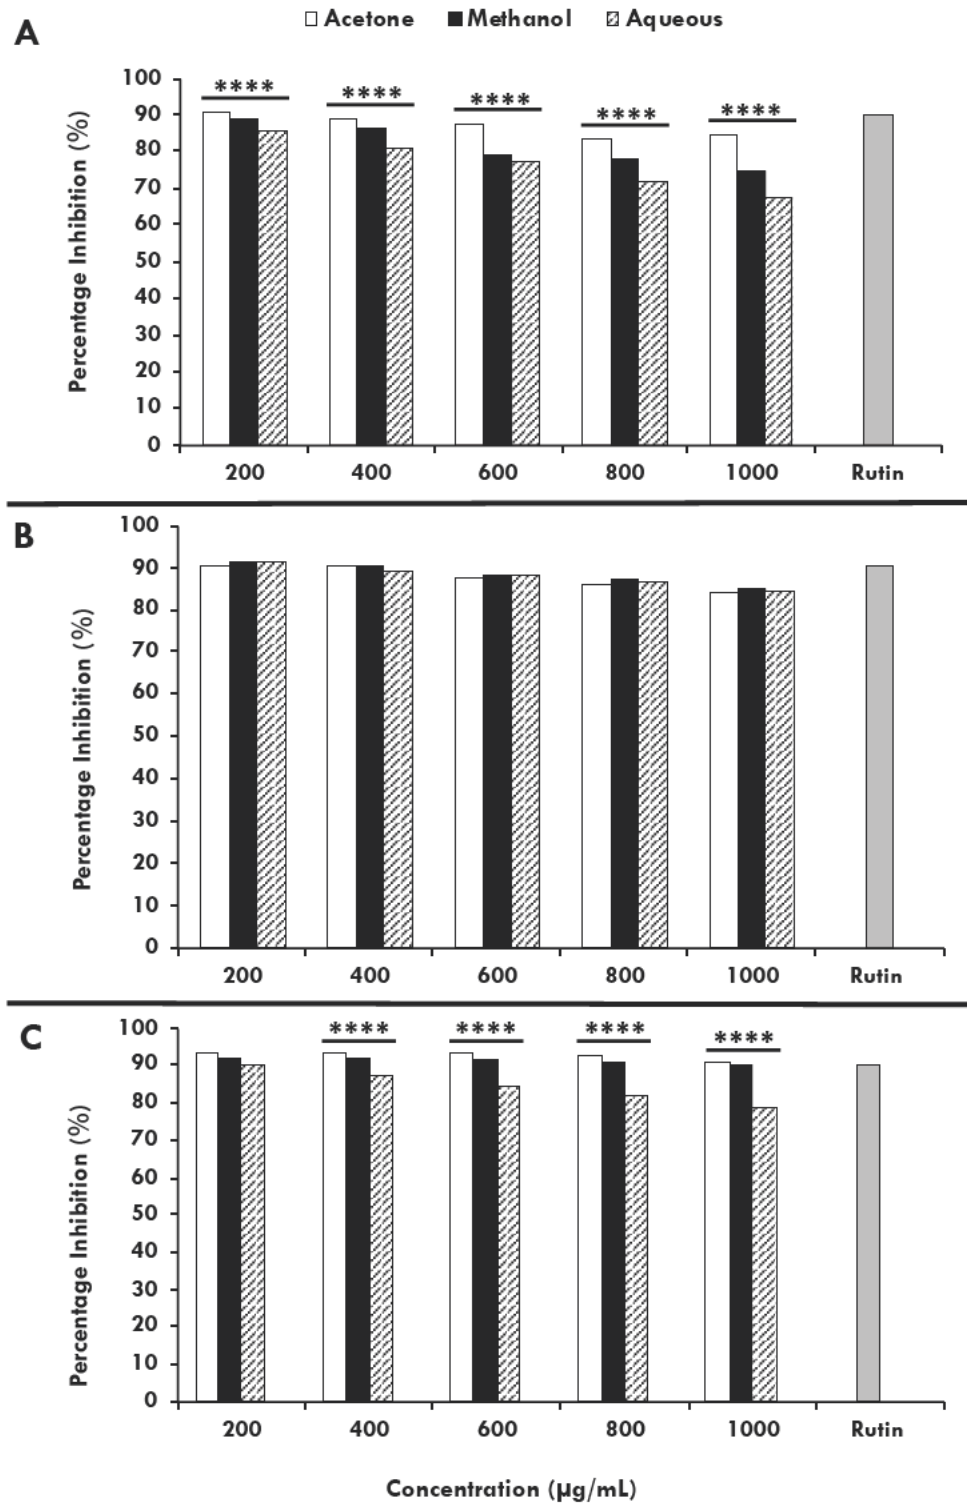 Acetone Methanol Aqueous
A
**** **** **** **** ****
Percentage Inhibition (%)
100
90
80
70
60
50
40
30
20
10
0
200 400 600 800 1000 Rutin
B
Percentage Inhibition (%)
100
90
80
70
60
50
40
30
20
10
0
200 400 600 800 1000 Rutin
C
**** **** **** ****
Percentage Inhibition (%)
100
90
80
70
60
50
40
30
20
10
0
200 400 600 800 1000 Rutin
Concentration (µg/mL)